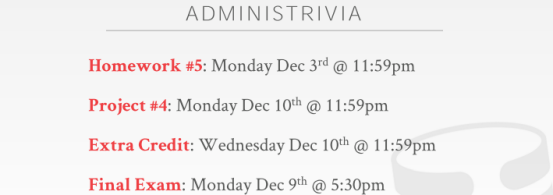 ADMINISTRIVIA
Homework #5: Monday Dec 3rd @ 11:59pm
Project #4: Monday Dec 10th @ 11:59pm
Extra Credit: Wednesday Dec 10th @ 11:59pm
Final Exam: Monday Dec 9th @ 5:30pm